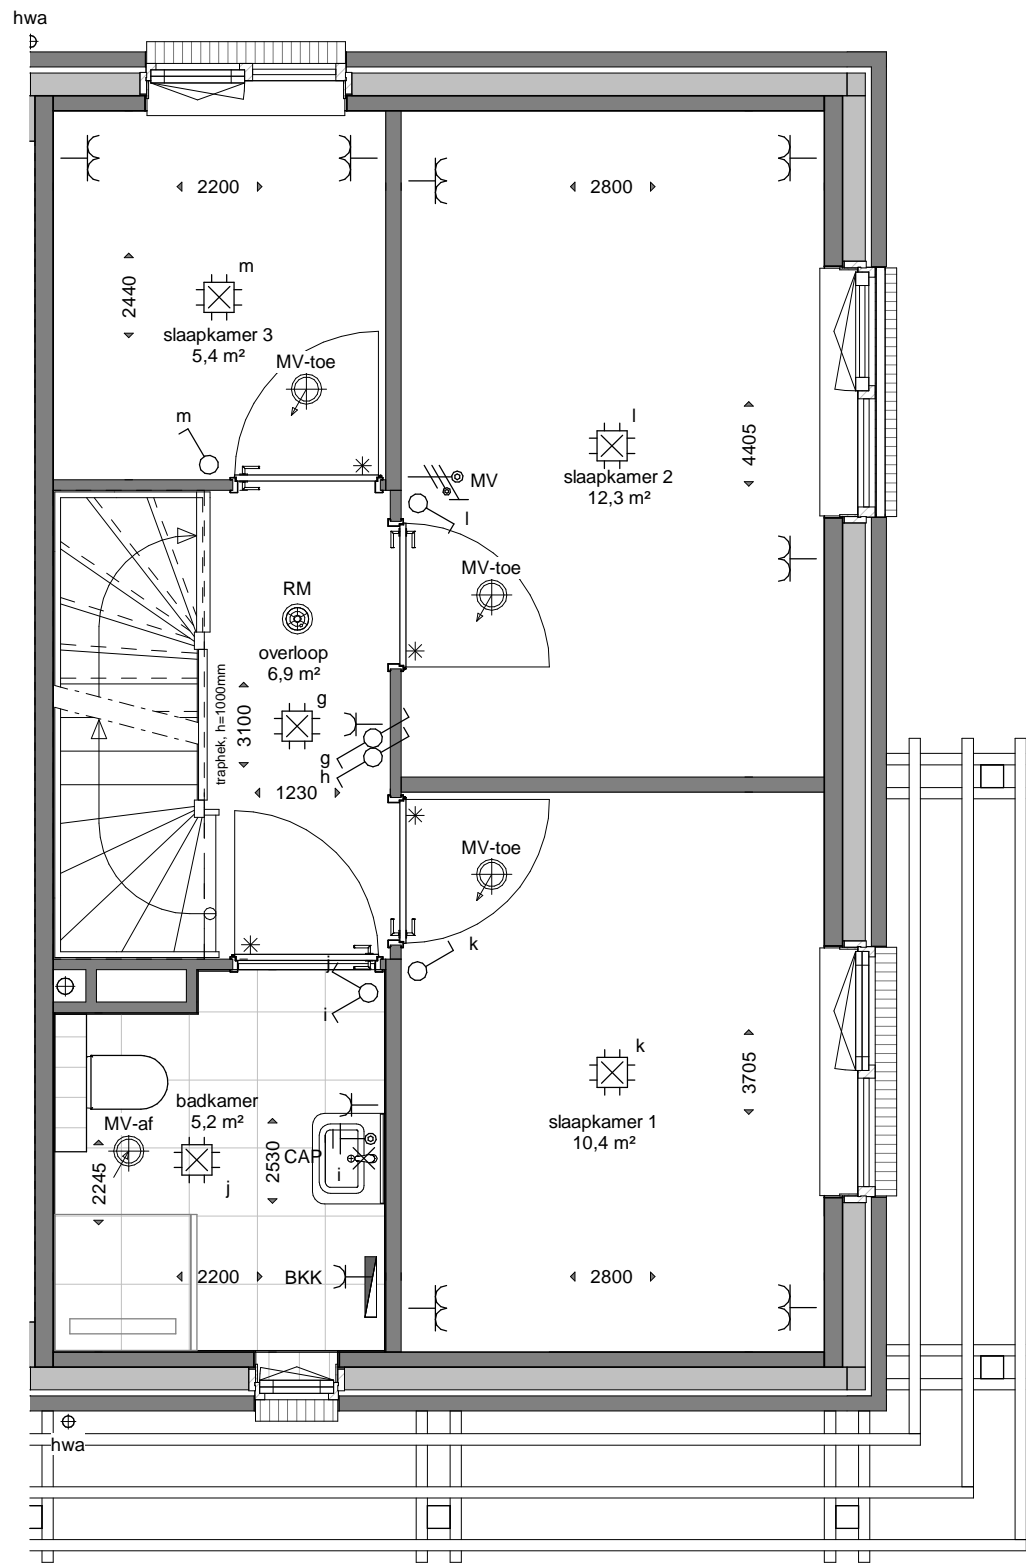 hwa
2200
2800
2440
m
slaapkamer 3
5,4 m²
MV-toe
m
l
slaapkamer 2
12,3 m²
4405
MV
l
MV-toe
RM
overloop
6,9 m²
g
3100
traphek, h=1000mm
g
h
1230
MV-toe
k
j
i
k
slaapkamer 1
10,4 m²
3705
badkamer
5,2 m²
MV-af
2245
j
2530
CAP
i
2200
BKK
2800
hwa